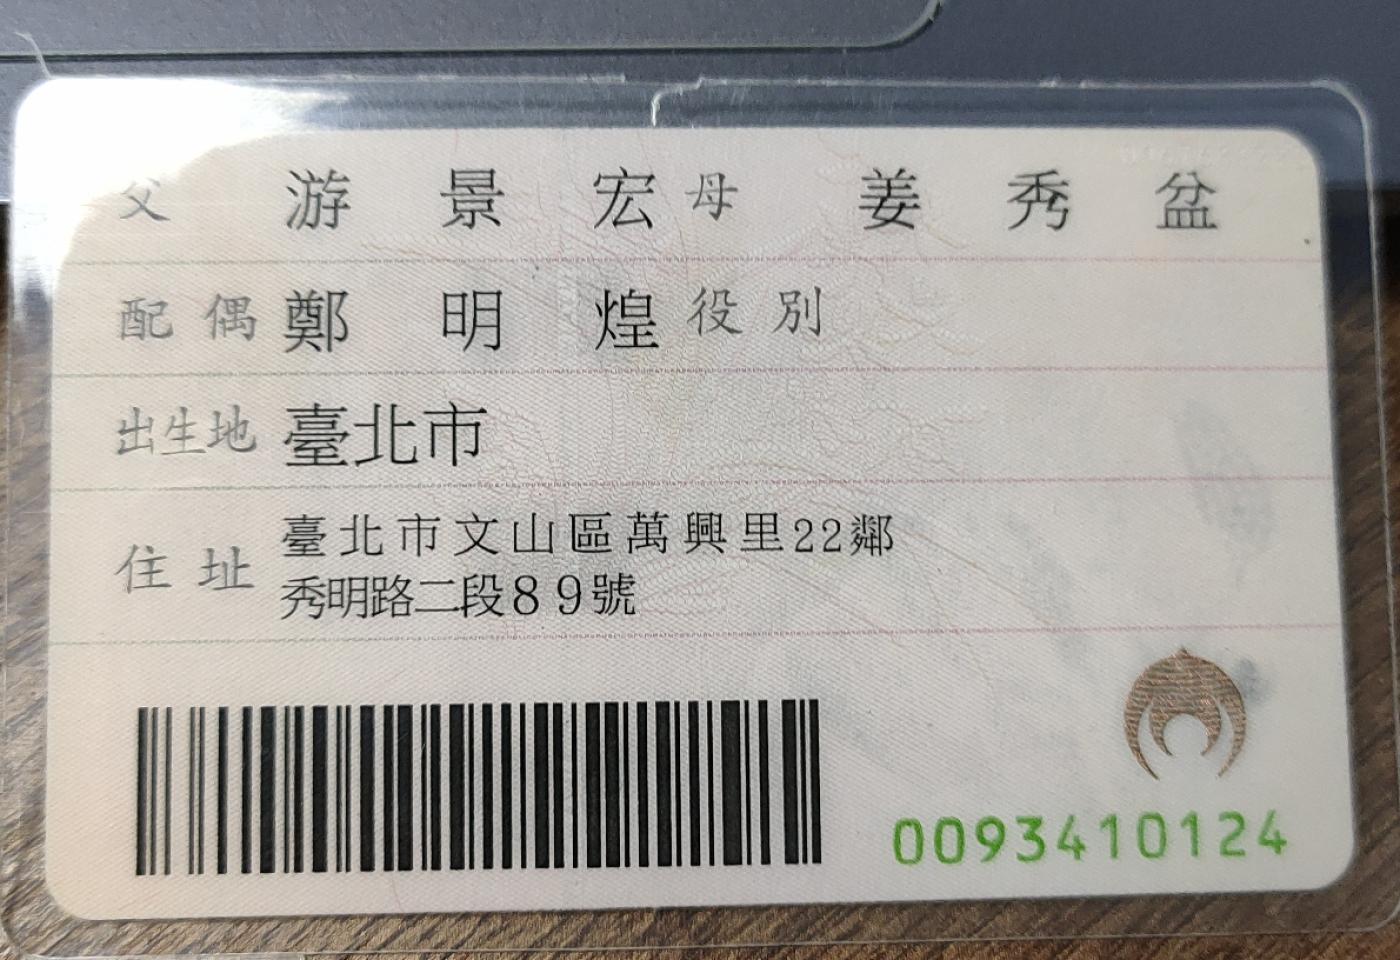 父 游景宏 母 姜秀盆
配偶 鄭明煌 役別
出生地 臺北市
住址 臺北市文山區萬興里22鄰
秀明路二段89號
0093410124